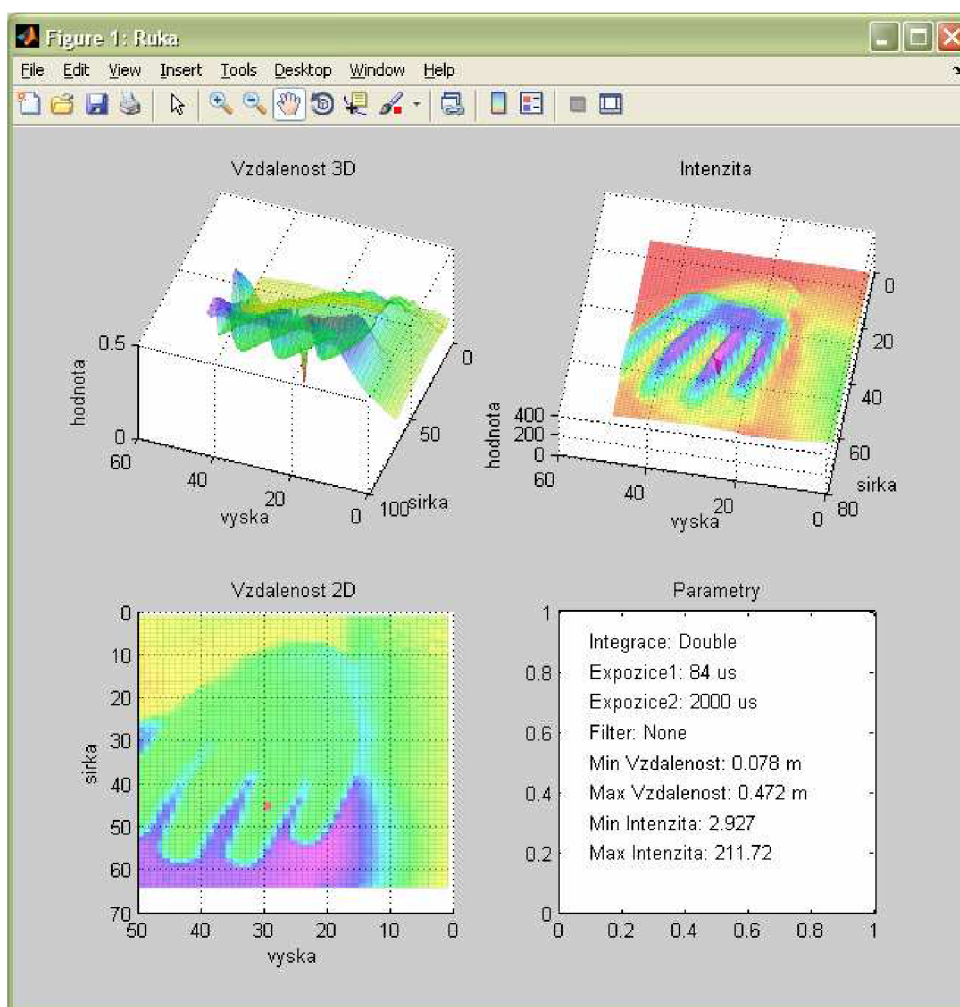 Figure 1: Ruka
File Edit View Insert Tools Desktop Window Help
Vzdalenost 3D
0.5
0
hodnota
60
40
20
0
vyska
0
50
100
sirka
Intenzita
400
200
0
hodnota
60
40
20
0
vyska
0
20
40
60
80
sirka
Vzdalenost 2D
0
10
20
30
40
50
60
70
sirka
50 40 30 20 10 0
vyska
Parametry
1
0.8
0.6
0.4
0.2
0
Integrace: Double
Expozice1: 84 us
Expozice2: 2000 us
Filter: None
Min Vzdalenost: 0.078 m
Max Vzdalenost: 0.472 m
Min Intenzita: 2.927
Max Intenzita: 211.72
0 0.2 0.4 0.6 0.8 1